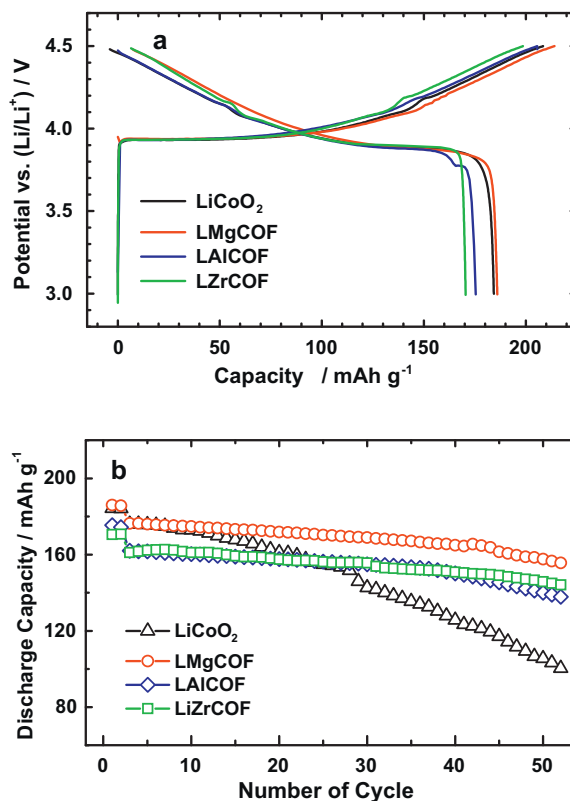 a
4.5
4.0
3.5
3.0
Potential vs. (Li/Li⁺) / V
LiCoO₂
LMgCOF
LAlCOF
LZrCOF
0 50 100 150 200
Capacity / mAh g⁻¹
b
200
160
120
80
Discharge Capacity / mAh g⁻¹
LiCoO₂
LMgCOF
LAlCOF
LiZrCOF
0 10 20 30 40 50
Number of Cycle